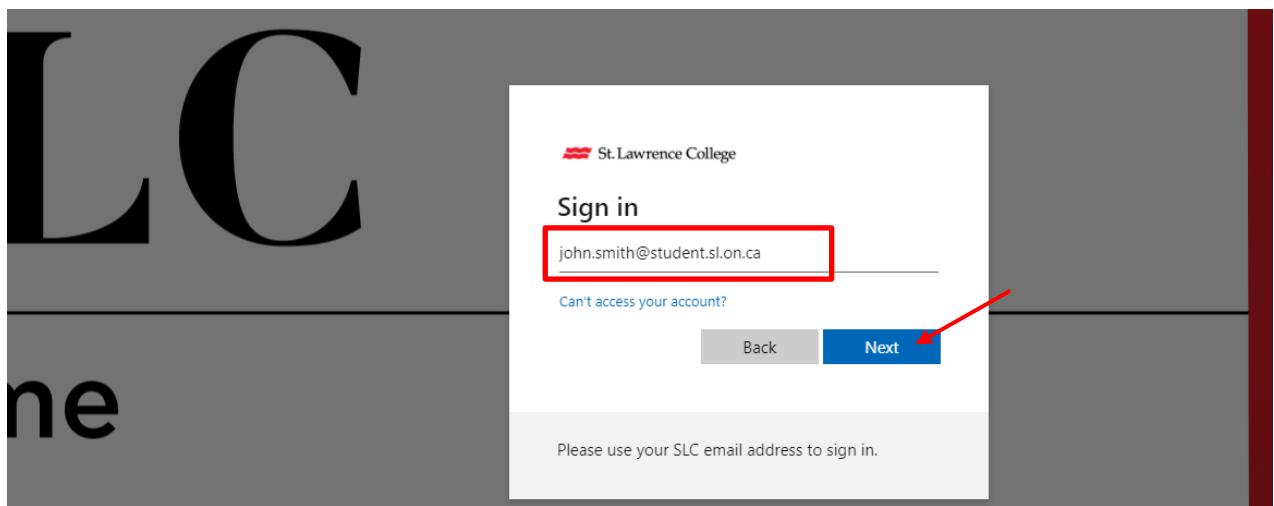 LC
me
St. Lawrence College
Sign in
john.smith@student.sl.on.ca
Can't access your account?
Back Next
Please use your SLC email address to sign in.